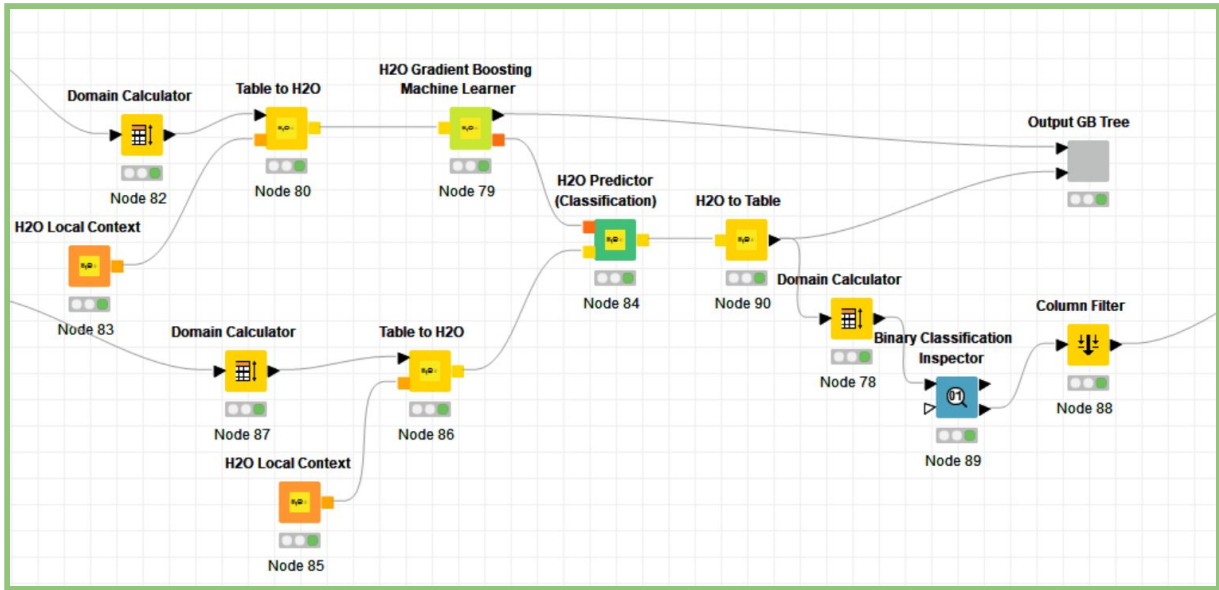 H2O Gradient Boosting
Machine Learner
Domain Calculator
Table to H2O
Output GB Tree
Node 82
Node 80
Node 79
H2O Predictor
(Classification)
H2O to Table
H2O Local Context
Node 83
Node 84
Node 90
Domain Calculator
Column Filter
Domain Calculator
Table to H2O
Binary Classification
Inspector
01
Node 78
Node 88
Node 87
Node 86
Node 89
H2O Local Context
Node 85